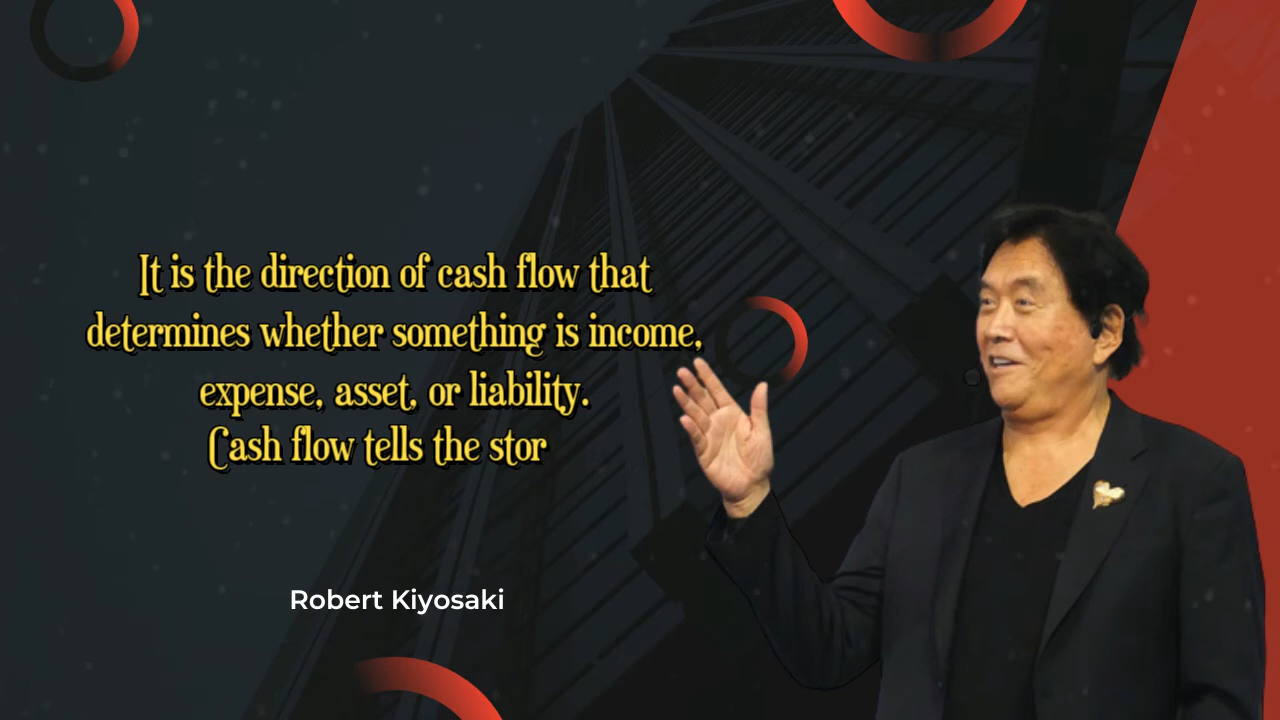 It is the direction of cash flow that
determines whether something is income,
expense, asset, or liability.
Cash flow tells the stor
Robert Kiyosaki